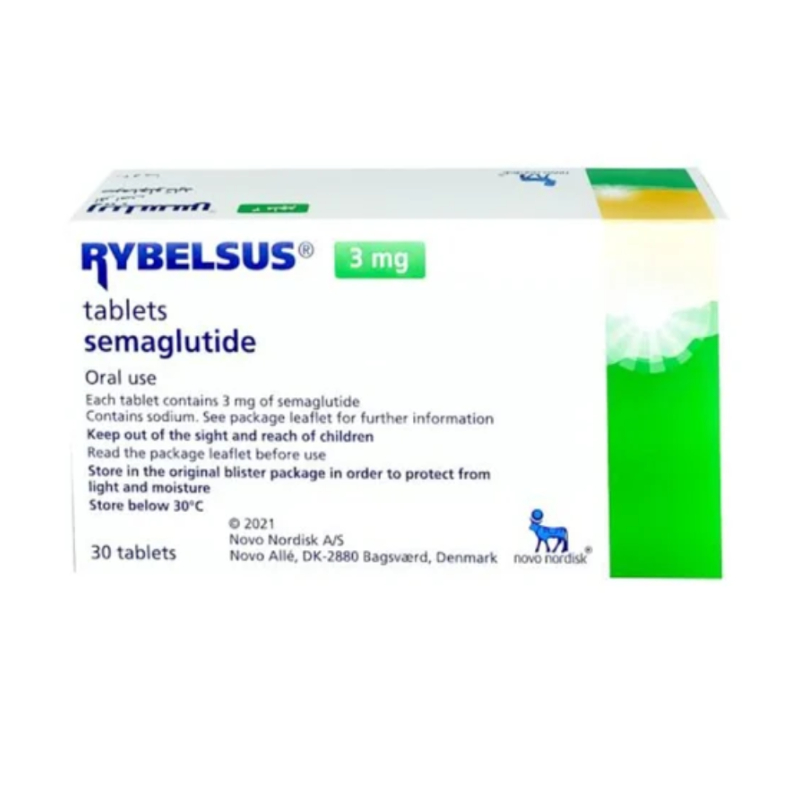 RYBELSUS® 3 mg
tablets
semaglutide
Oral use
Each tablet contains 3 mg of semaglutide
Contains sodium. See package leaflet for further information
Keep out of the sight and reach of children
Read the package leaflet before use
Store in the original blister package in order to protect from
light and moisture
Store below 30°C
© 2021
Novo Nordisk A/S
30 tablets Novo Allé, DK-2880 Bagsværd, Denmark
novo nordisk®